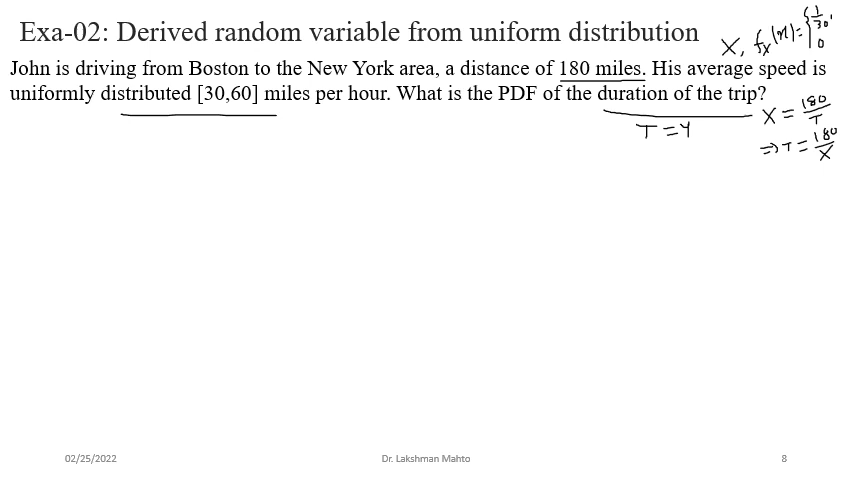 Exa-02: Derived random variable from uniform distribution
X, fx(x) = { 1/30, 0
John is driving from Boston to the New York area, a distance of 180 miles. His average speed is
uniformly distributed [30,60] miles per hour. What is the PDF of the duration of the trip?
X = 180/T
T = Y
⇒ T = 180/X
02/25/2022
Dr. Lakshman Mahto
8